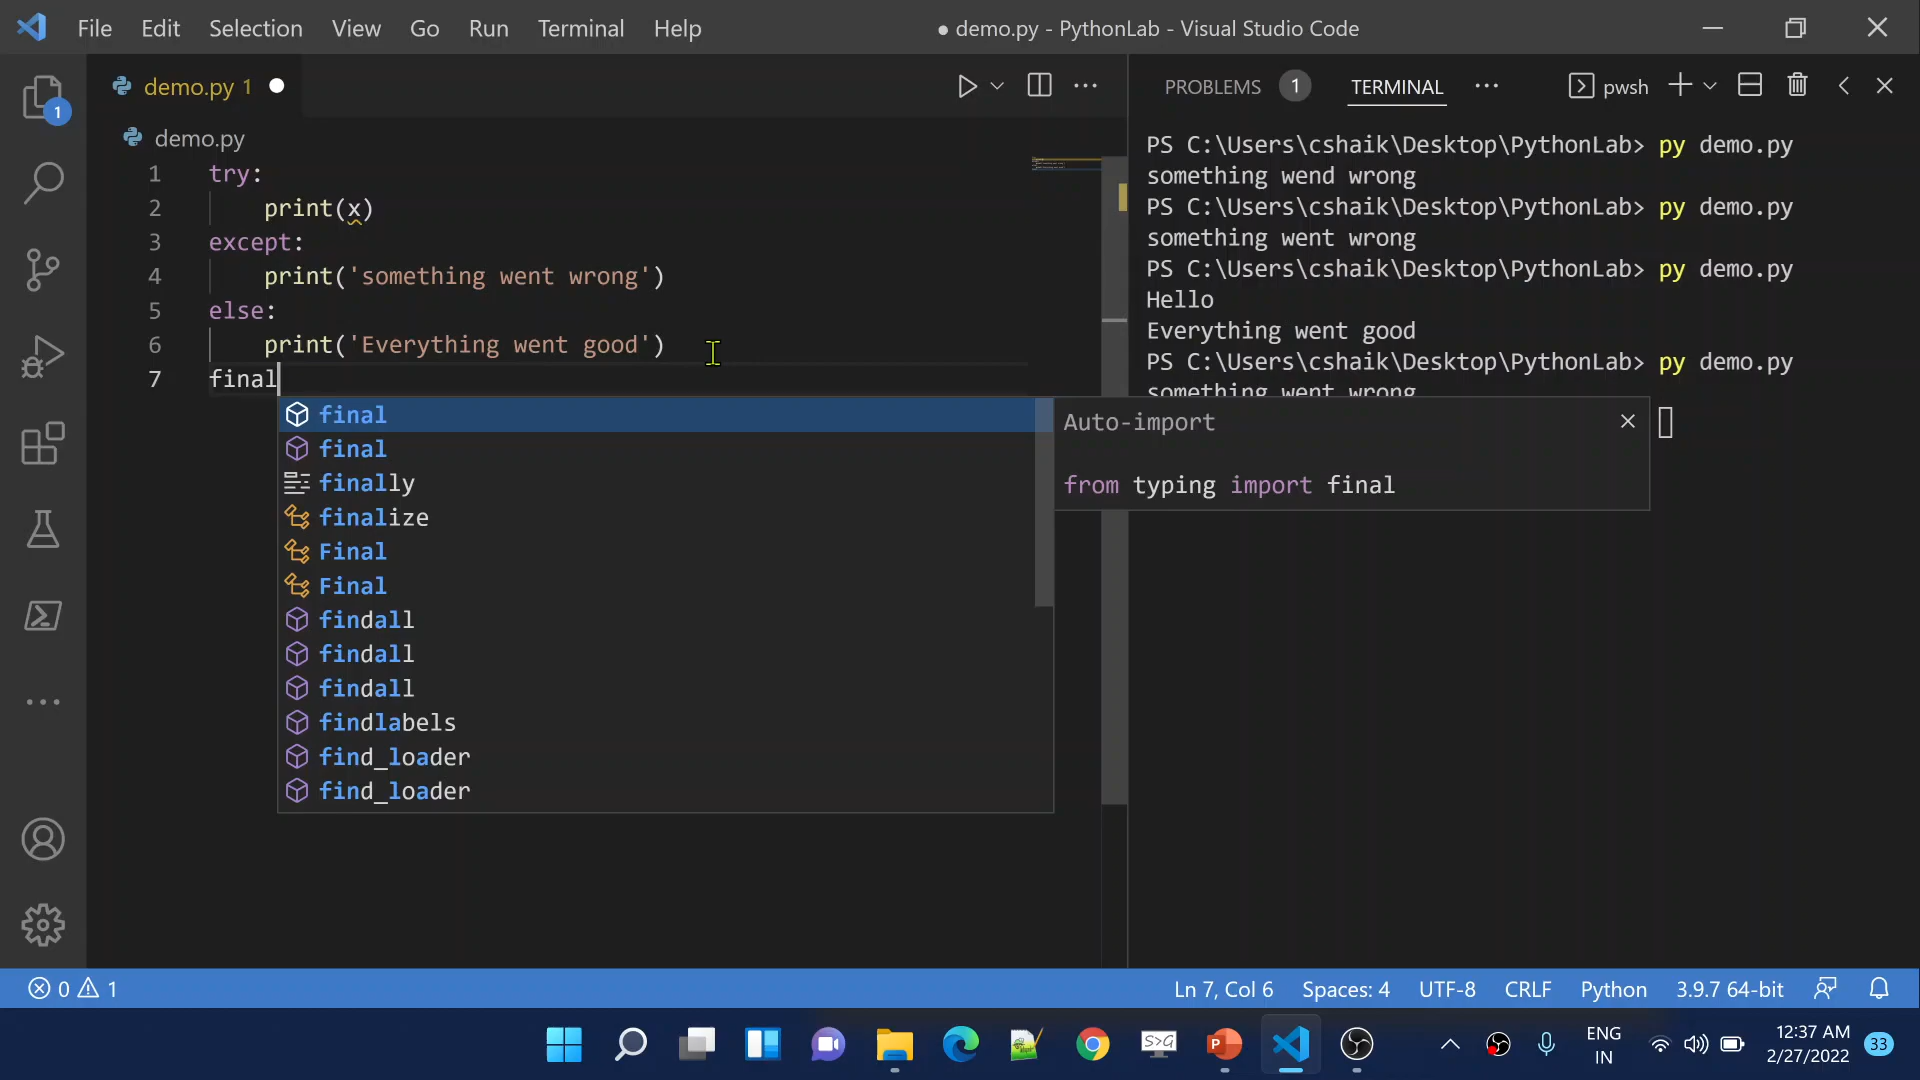 File Edit Selection View Go Run Terminal Help
● demo.py - PythonLab - Visual Studio Code
demo.py 1
PROBLEMS 1 TERMINAL
pwsh
demo.py
1 try:
2 print(x)
3 except:
4 print('something went wrong')
5 else:
6 print('Everything went good')
7 final
final
final
finally
finalize
Final
Final
findall
findall
findall
findlabels
find_loader
find_loader
Auto-import
from typing import final
PS C:\Users\cshaik\Desktop\PythonLab> py demo.py
something wend wrong
PS C:\Users\cshaik\Desktop\PythonLab> py demo.py
something went wrong
PS C:\Users\cshaik\Desktop\PythonLab> py demo.py
Hello
Everything went good
PS C:\Users\cshaik\Desktop\PythonLab> py demo.py
something went wrong
1
0 1
Ln 7, Col 6 Spaces: 4 UTF-8 CRLF Python 3.9.7 64-bit
S>G
P
ENG
IN
12:37 AM
2/27/2022
33